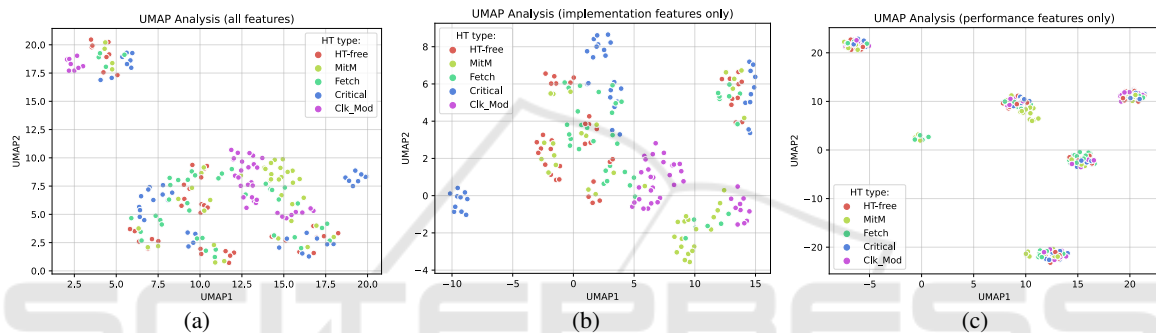 UMAP Analysis (all features)
20.0
17.5
15.0
12.5
10.0
7.5
5.0
2.5
0.0
UMAP2
HT type:
HT-free
MitM
Fetch
Critical
Clk_Mod
2.5 5.0 7.5 10.0 12.5 15.0 17.5 20.0
UMAP1
(a)
UMAP Analysis (implementation features only)
8
6
4
2
0
−2
−4
UMAP2
HT type:
HT-free
MitM
Fetch
Critical
Clk_Mod
−10 −5 0 5 10 15
UMAP1
(b)
UMAP Analysis (performance features only)
20
10
0
−10
−20
UMAP2
HT type:
HT-free
MitM
Fetch
Critical
Clk_Mod
−5 0 5 10 15 20
UMAP1
(c)
SCITEPRESS